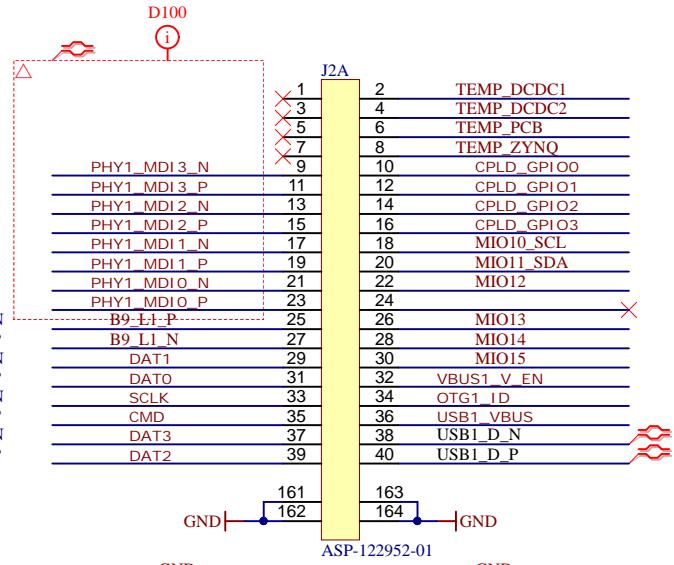 D100
i
J2A
1 2 TEMP_DCDC1
3 4 TEMP_DCDC2
5 6 TEMP_PCB
7 8 TEMP_ZYNQ
PHY1_MDI3_N 9 10 CPLD_GPIO0
PHY1_MDI3_P 11 12 CPLD_GPIO1
PHY1_MDI2_N 13 14 CPLD_GPIO2
PHY1_MDI2_P 15 16 CPLD_GPIO3
PHY1_MDI1_N 17 18 MIO10_SCL
PHY1_MDI1_P 19 20 MIO11_SDA
PHY1_MDI0_N 21 22 MIO12
PHY1_MDI0_P 23 24
B9_L1_P 25 26 MIO13
B9_L1_N 27 28 MIO14
DAT1 29 30 MIO15
DAT0 31 32 VBUS1_V_EN
SCLK 33 34 OTG1_ID
CMD 35 36 USB1_VBUS
DAT3 37 38 USB1_D_N
DAT2 39 40 USB1_D_P
161 163
GND 162 164 GND
ASP-122952-01